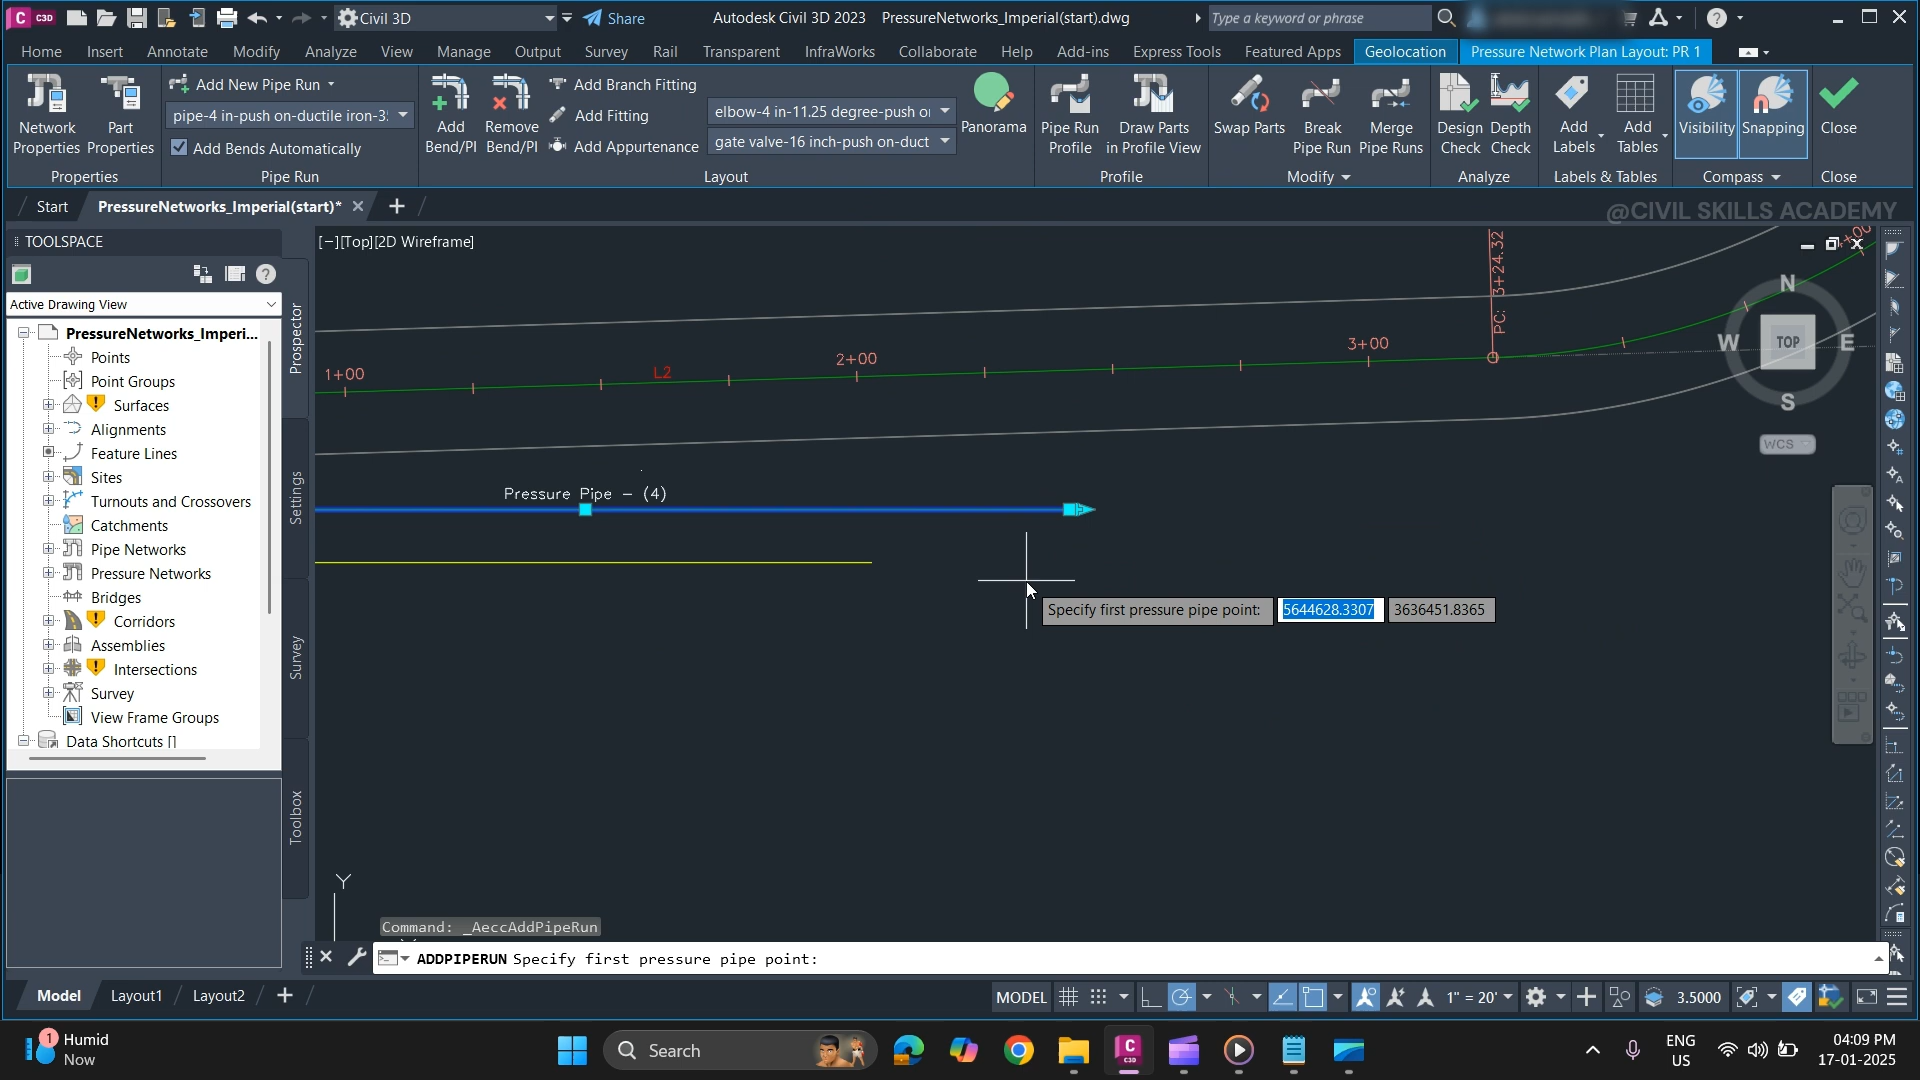 C C3D Civil 3D Share Autodesk Civil 3D 2023 PressureNetworks_Imperial(start).dwg Type a keyword or phrase
Home Insert Annotate Modify Analyze View Manage Output Survey Rail Transparent InfraWorks Collaborate Help Add-ins Express Tools Featured Apps Geolocation Pressure Network Plan Layout: PR 1
Network Properties
Part Properties
Properties
Add New Pipe Run
pipe-4 in-push on-ductile iron-3
Add Bends Automatically
Pipe Run
Add Bend/PI
Remove Bend/PI
Add Branch Fitting
Add Fitting
Add Appurtenance
elbow-4 in-11.25 degree-push o
gate valve-16 inch-push on-duct
Panorama
Layout
Pipe Run Profile
Draw Parts in Profile View
Profile
Swap Parts
Break Pipe Run
Merge Pipe Runs
Modify
Design Check
Depth Check
Analyze
Add Labels
Add Tables
Labels & Tables
Visibility
Snapping
Compass
Close
Close
Start PressureNetworks_Imperial(start)*
@CIVIL SKILLS ACADEMY
TOOLSPACE
Active Drawing View
PressureNetworks_Imperi...
Points
Point Groups
Surfaces
Alignments
Feature Lines
Sites
Turnouts and Crossovers
Catchments
Pipe Networks
Pressure Networks
Bridges
Corridors
Assemblies
Intersections
Survey
View Frame Groups
Data Shortcuts []
Prospector
Settings
Survey
Toolbox
[−][Top][2D Wireframe]
1+00
L2
2+00
3+00
PC: 3+24.32
+00
N
W TOP E
S
WCS
Pressure Pipe − (4)
Specify first pressure pipe point: 5644628.3307 3636451.8365
Y
Command: _AeccAddPipeRun
ADDPIPERUN Specify first pressure pipe point:
Model Layout1 Layout2
MODEL 1" = 20' 3.5000
1 Humid
Now
Search
C C3D
ENG
US
04:09 PM
17-01-2025